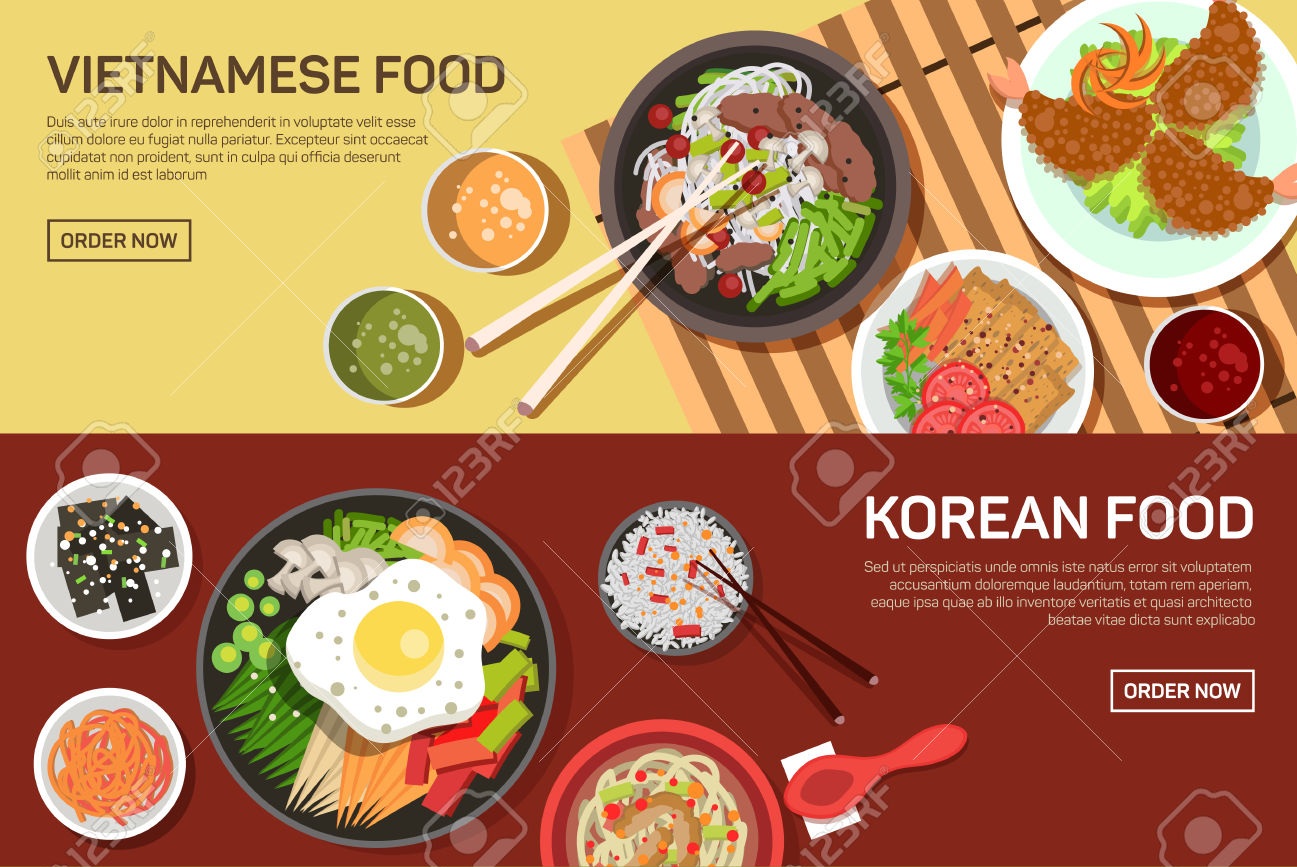 VIETNAMESE FOOD
Duis aute irure dolor in reprehenderit in voluptate velit esse
cillum dolore eu fugiat nulla pariatur. Excepteur sint occaecat
cupidatat non proident, sunt in culpa qui officia deserunt
mollit anim id est laborum
ORDER NOW
KOREAN FOOD
Sed ut perspiciatis unde omnis iste natus error sit voluptatem
accusantium doloremque laudantium, totam rem aperiam,
eaque ipsa quae ab illo inventore veritatis et quasi architecto
beatae vitae dicta sunt explicabo
ORDER NOW
123RF